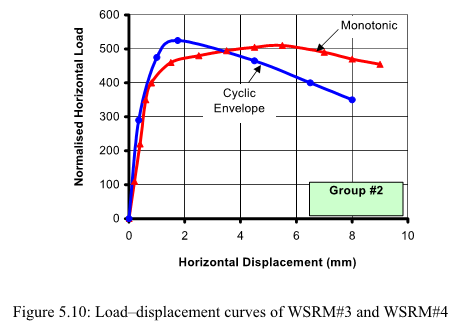 600
500
400
300
200
100
0
0 2 4 6 8 10
Normalised Horizontal Load
Horizontal Displacement (mm)
Monotonic
Cyclic
Envelope
Group #2
Figure 5.10: Load–displacement curves of WSRM#3 and WSRM#4